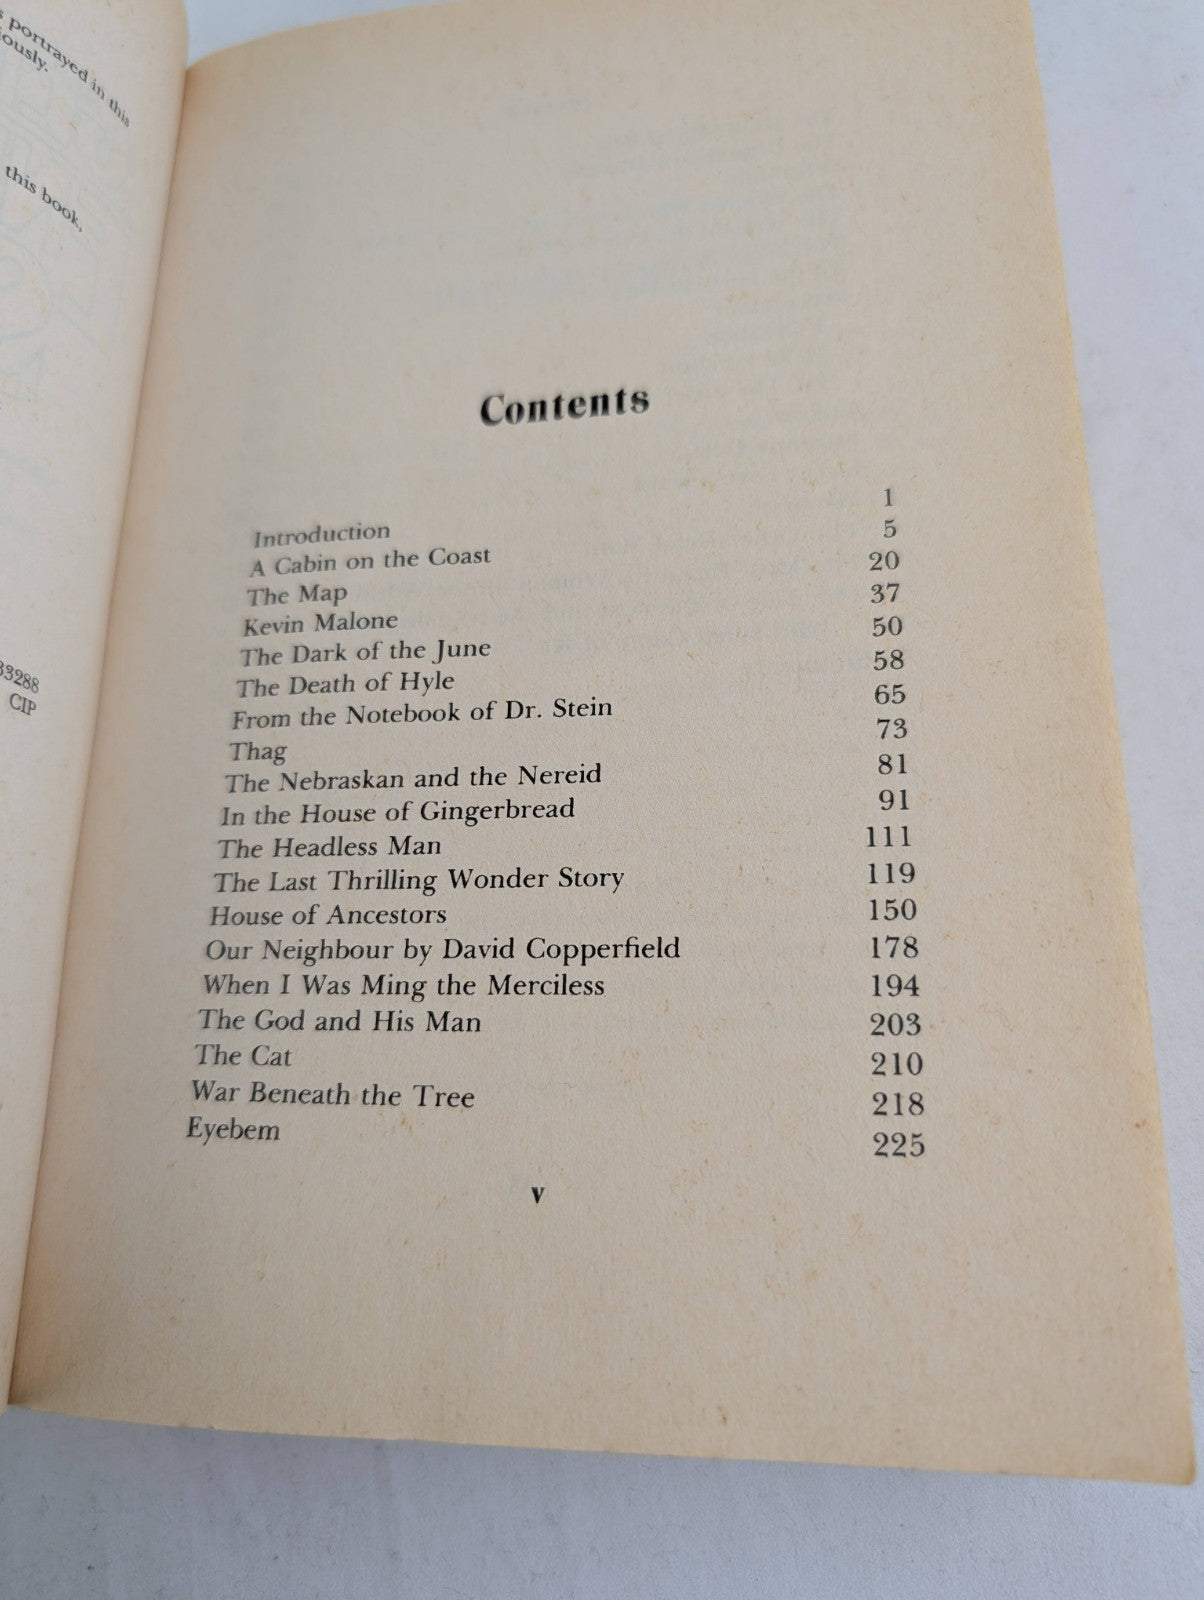 portrayed in this
iously.
this book,
33288
CIP
Contents
Introduction 1
A Cabin on the Coast 5
The Map 20
Kevin Malone 37
The Dark of the June 50
The Death of Hyle 58
From the Notebook of Dr. Stein 65
Thag 73
The Nebraskan and the Nereid 81
In the House of Gingerbread 91
The Headless Man 111
The Last Thrilling Wonder Story 119
House of Ancestors 150
Our Neighbour by David Copperfield 178
When I Was Ming the Merciless 194
The God and His Man 203
The Cat 210
War Beneath the Tree 218
Eyebem 225
v